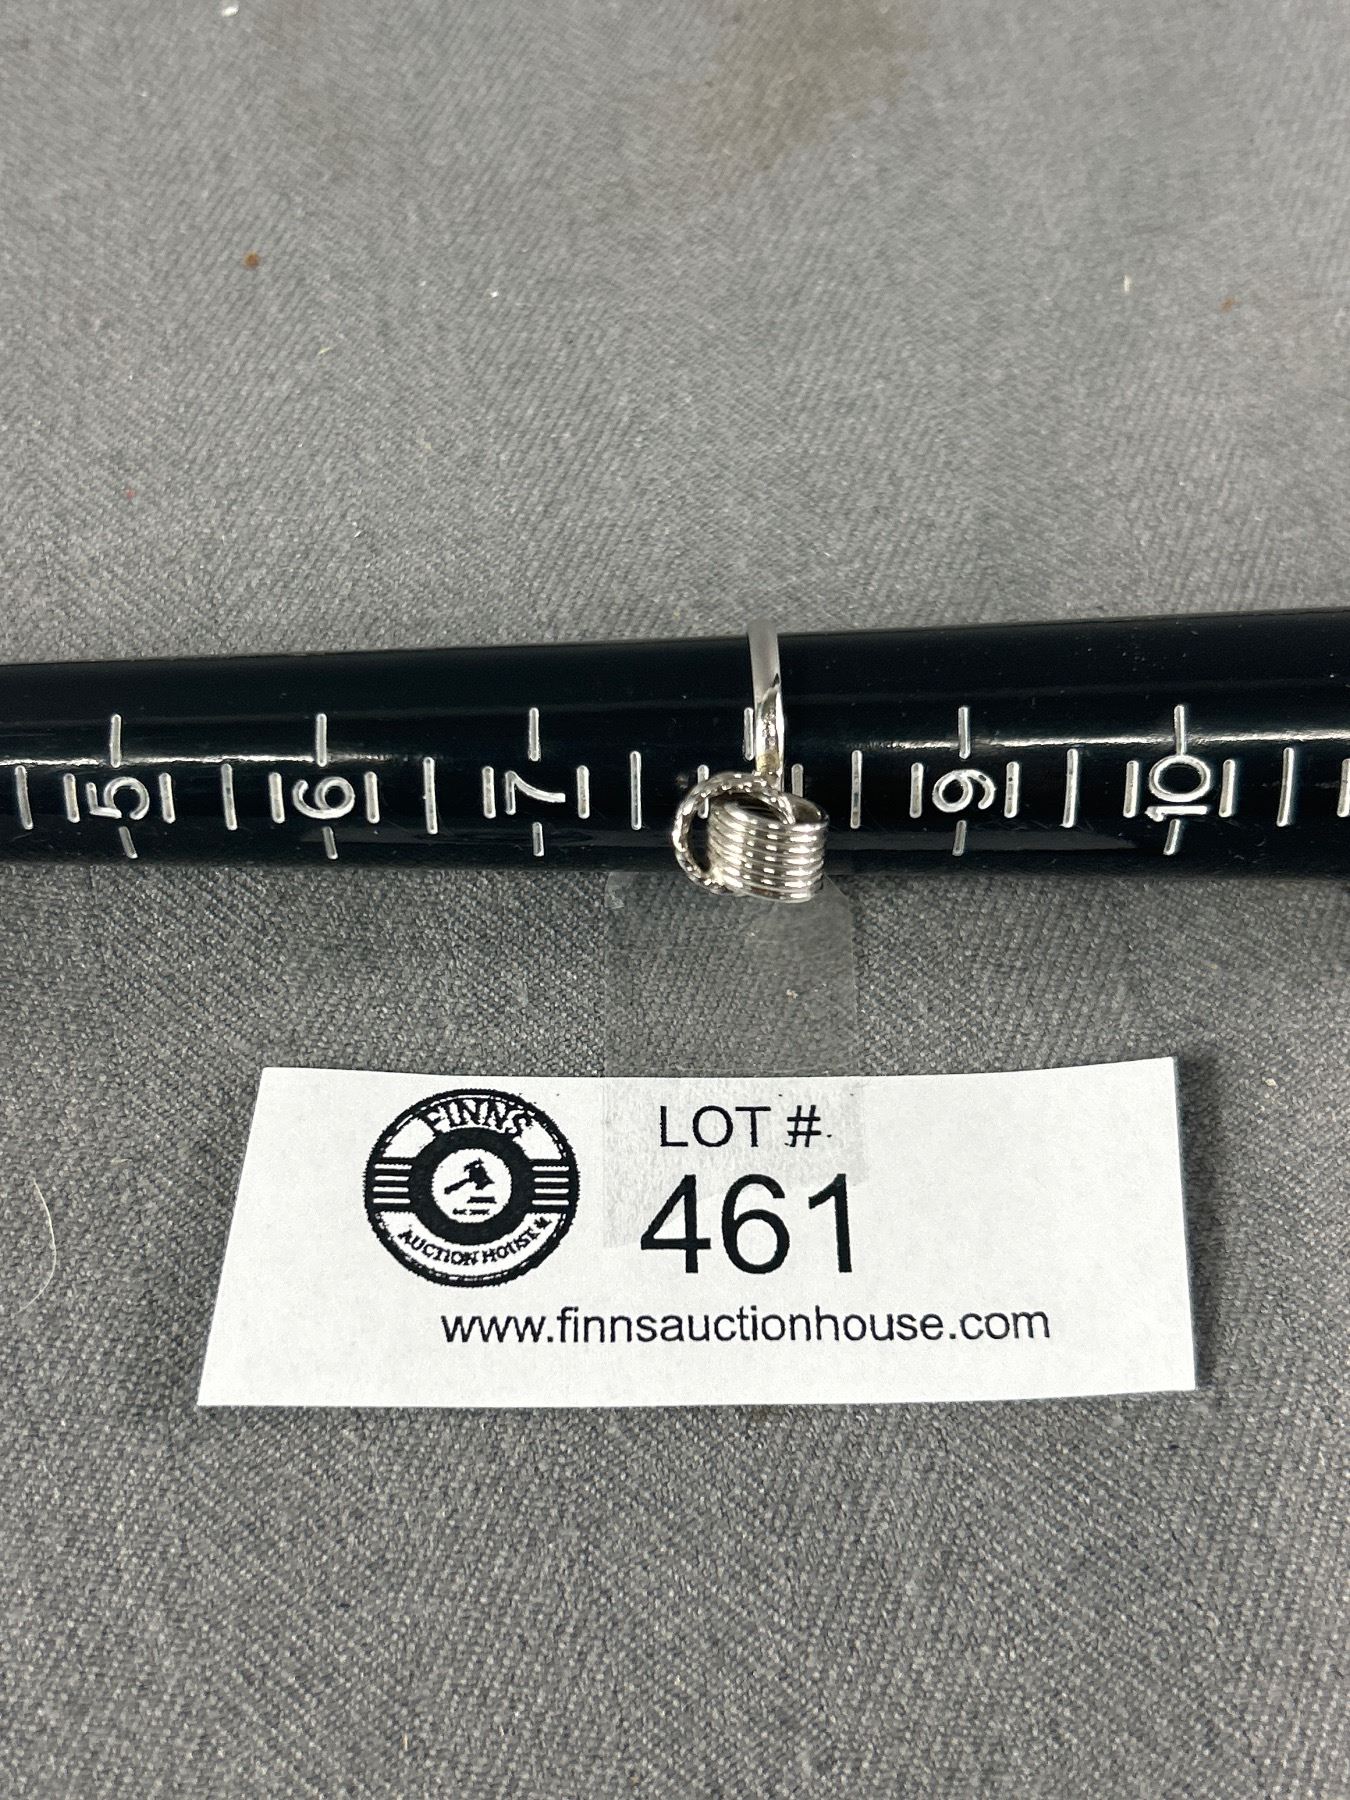 5 6 7 9 10
FINNS
AUCTION HOUSE
LOT #
461
www.finnsauctionhouse.com